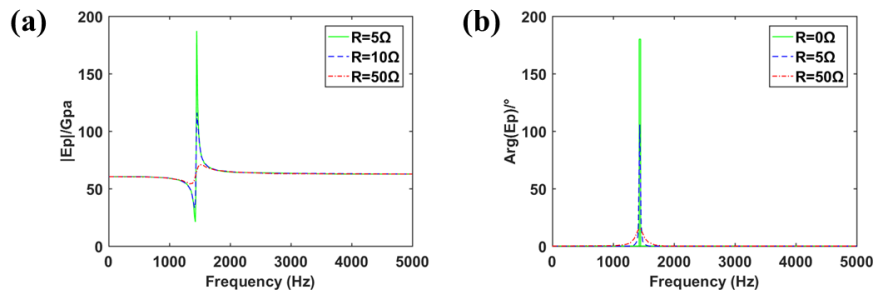 (a)
200
150
100
50
0
|Ep|/Gpa
R=5Ω
R=10Ω
R=50Ω
0 1000 2000 3000 4000 5000
Frequency (Hz)
(b)
200
150
100
50
0
Arg(Ep)/°
R=0Ω
R=5Ω
R=50Ω
0 1000 2000 3000 4000 5000
Frequency (Hz)